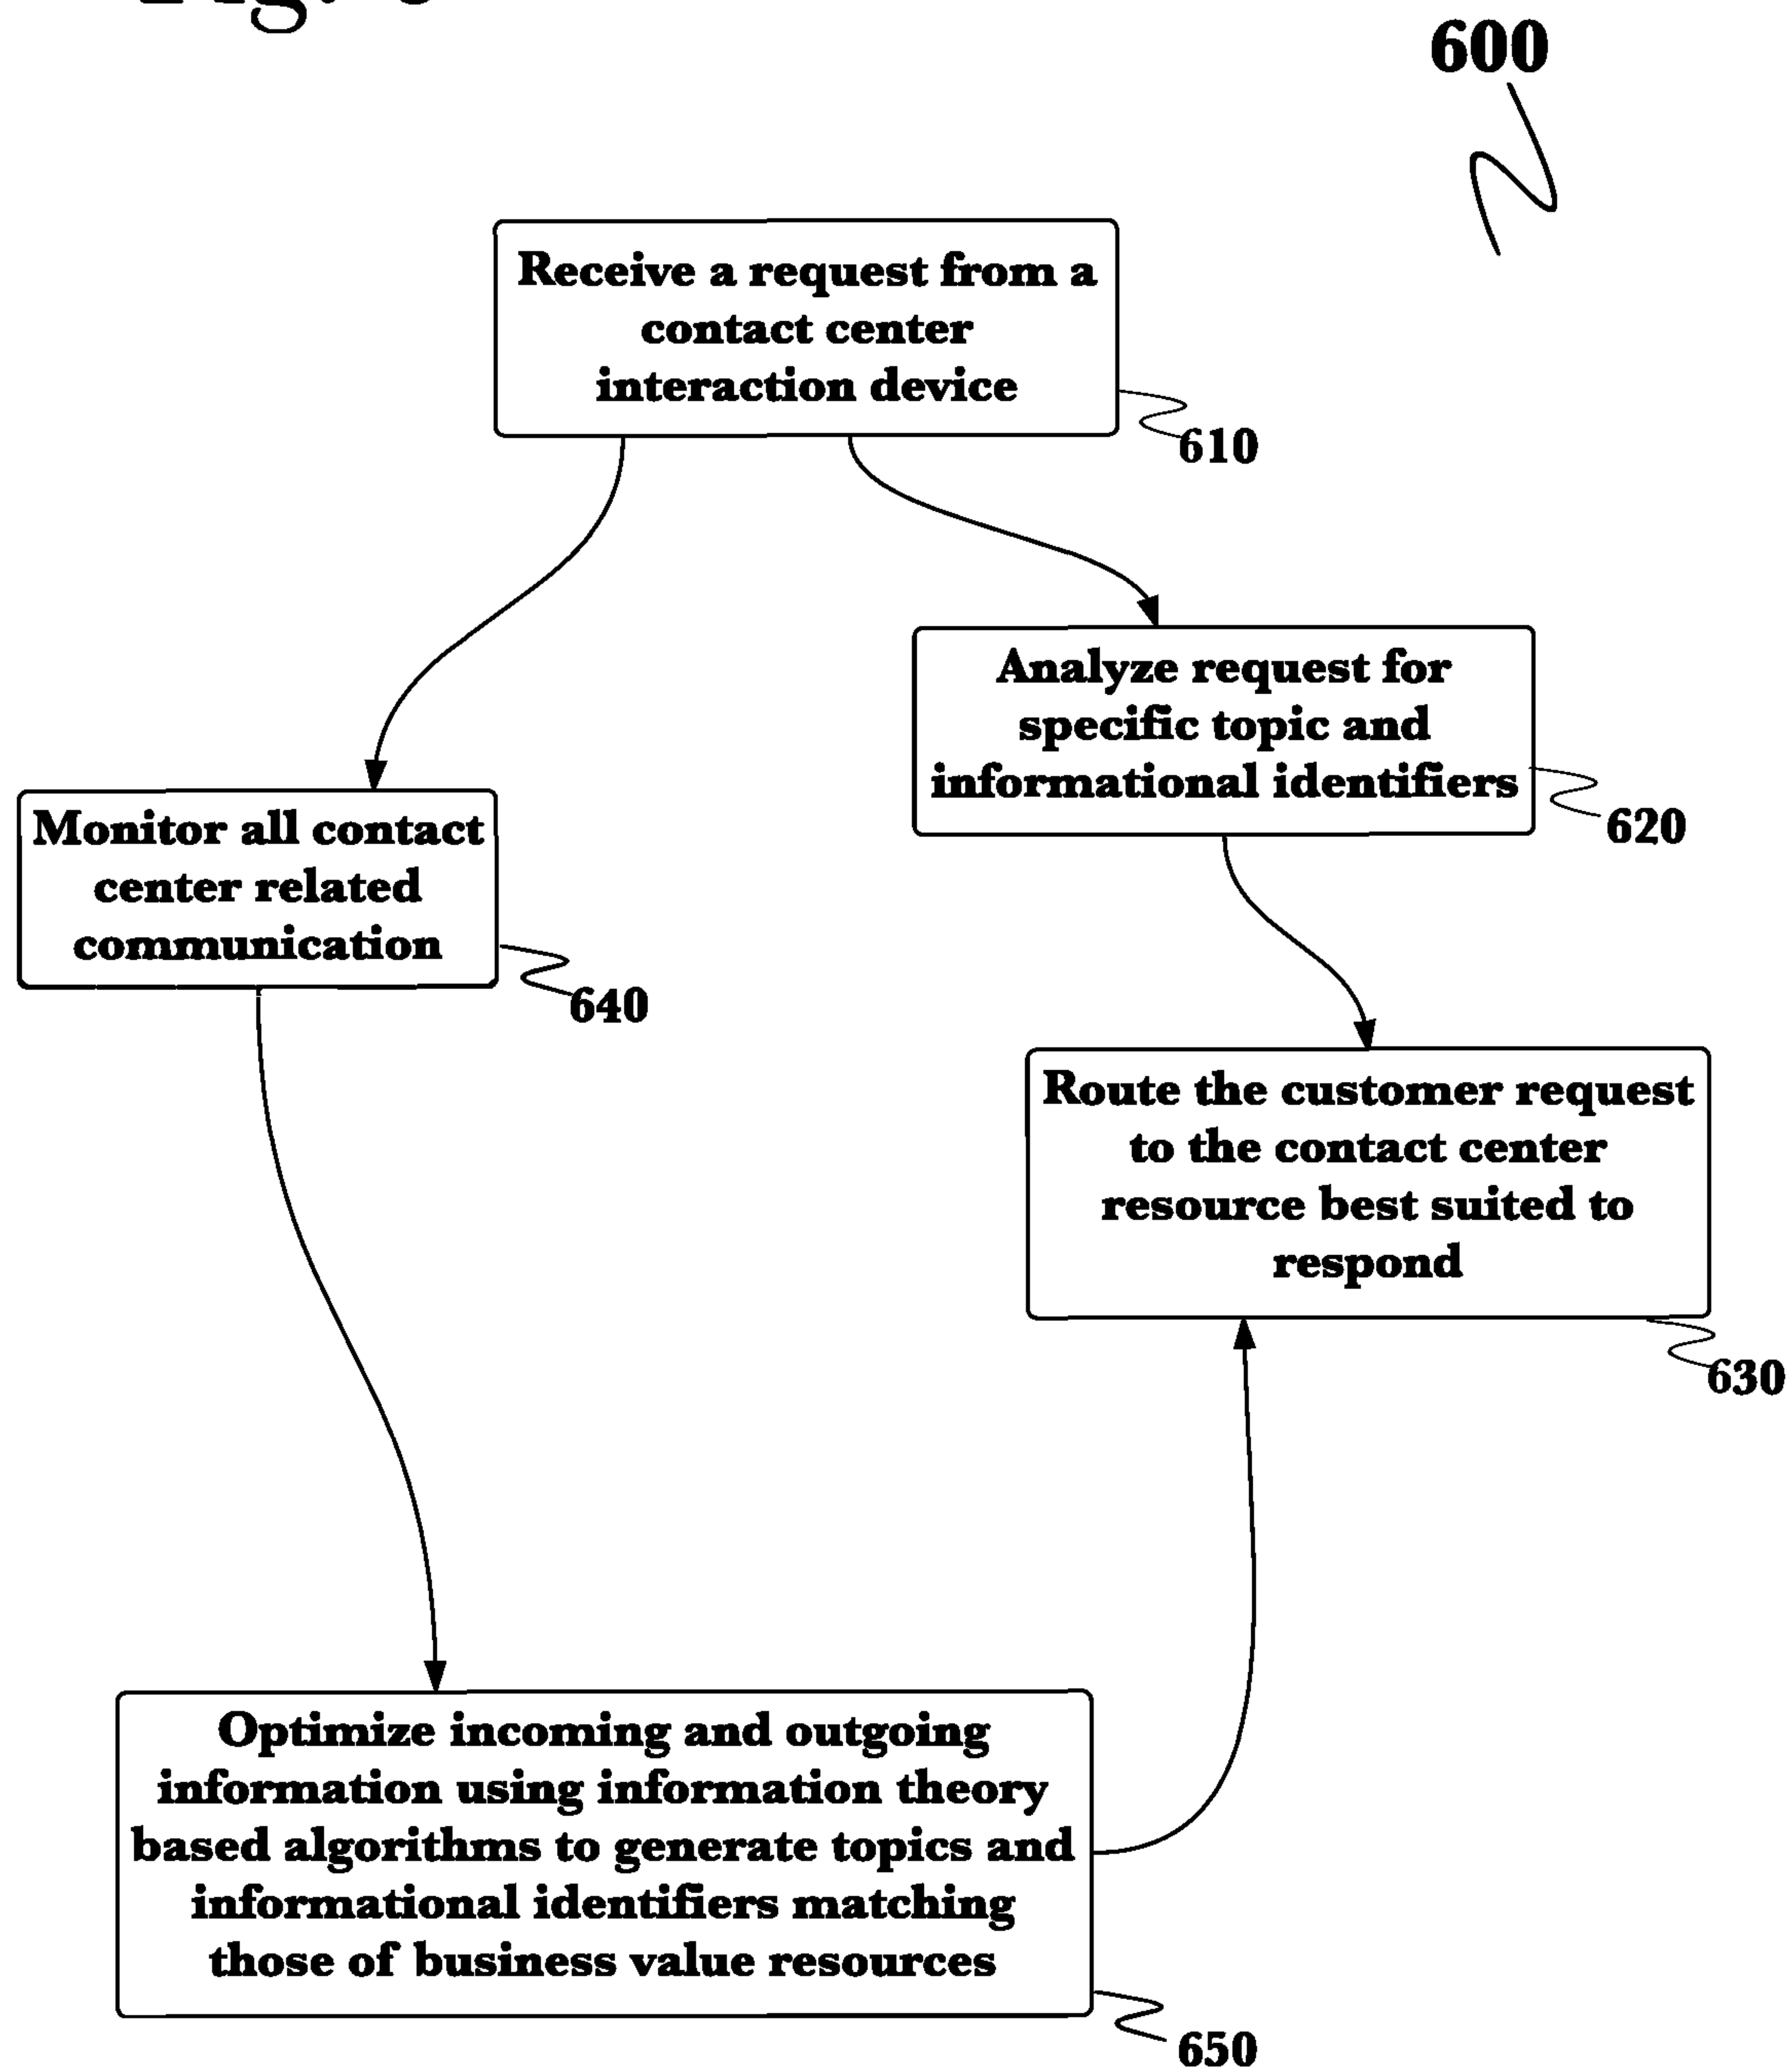 600
Receive a request from a
contact center
interaction device
610
Analyze request for
specific topic and
informational identifiers
620
Monitor all contact
center related
communication
640
Route the customer request
to the contact center
resource best suited to
respond
630
Optimize incoming and outgoing
information using information theory
based algorithms to generate topics and
informational identifiers matching
those of business value resources
650